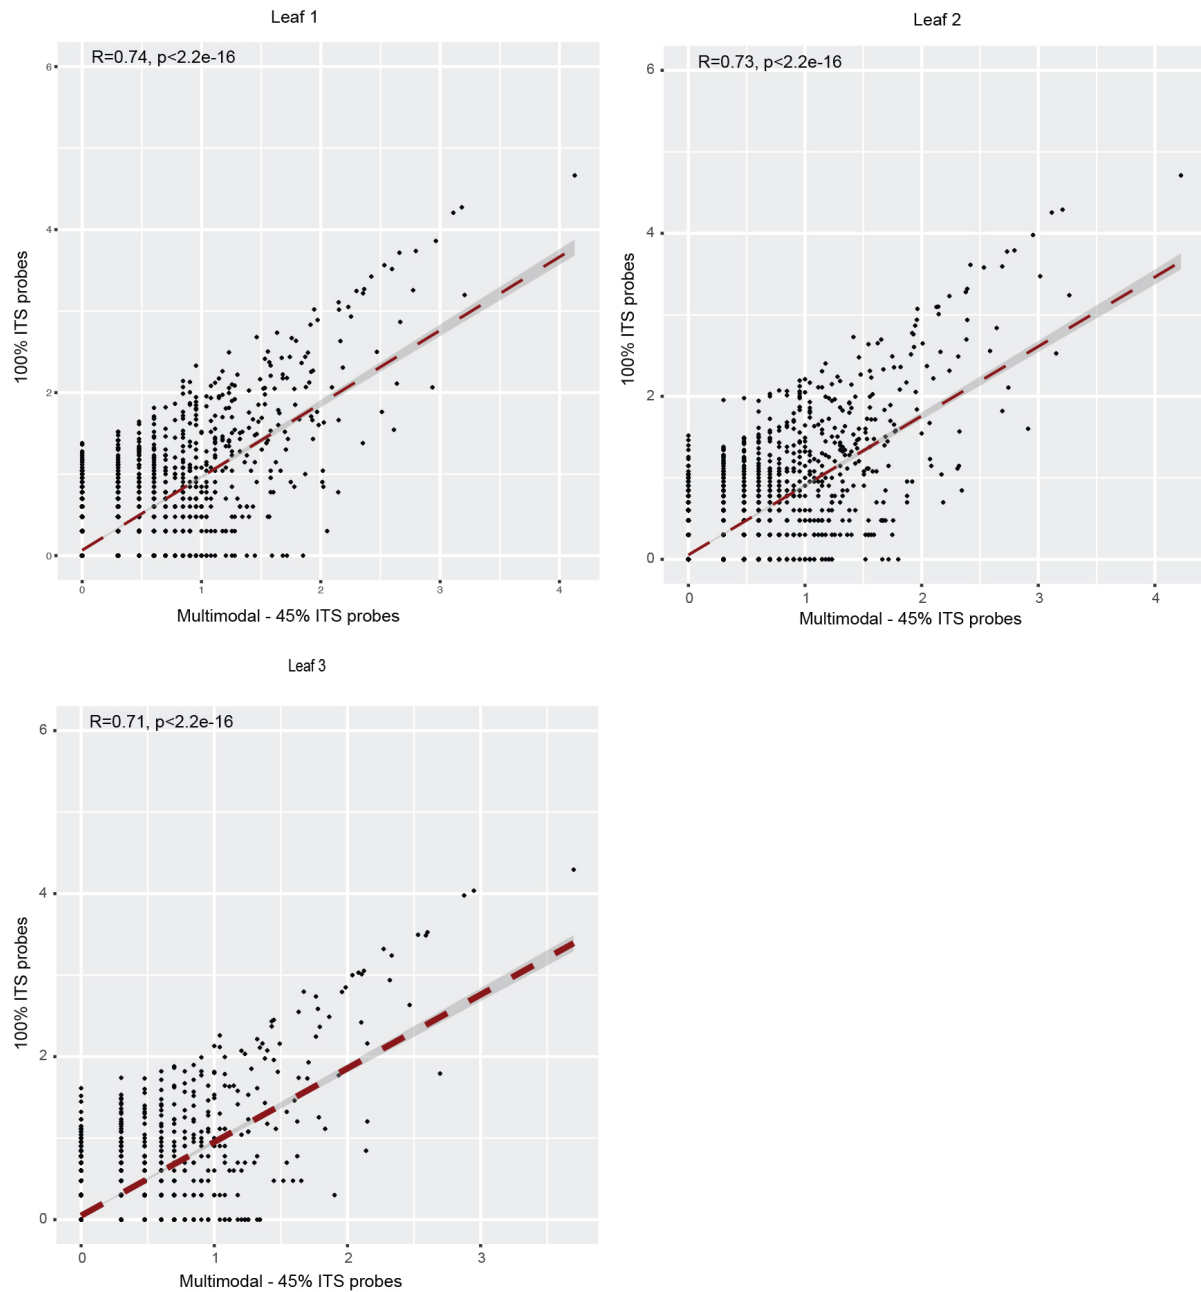 Leaf 1
R=0.74, p<2.2e-16
6
4
2
0
100% ITS probes
0 1 2 3 4
Multimodal - 45% ITS probes
Leaf 2
R=0.73, p<2.2e-16
6
4
2
0
100% ITS probes
0 1 2 3 4
Multimodal - 45% ITS probes
Leaf 3
R=0.71, p<2.2e-16
6
4
2
0
100% ITS probes
0 1 2 3
Multimodal - 45% ITS probes